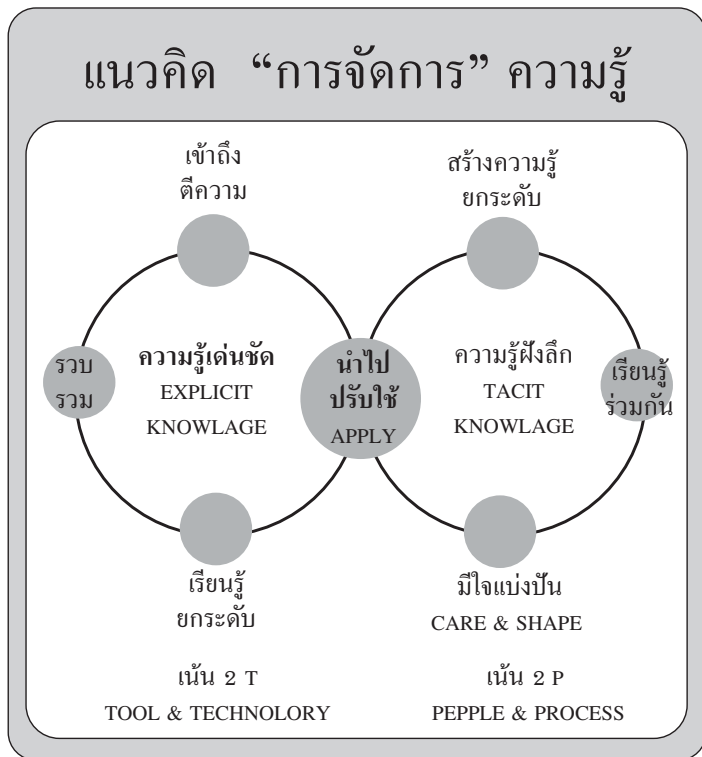 แนวคิด “การจัดการ” ความรู้
เข้าถึง
ตีความ
สร้างความรู้
ยกระดับ
รวบ
รวม
ความรู้เด่นชัด
EXPLICIT
KNOWLAGE
นำไป
ปรับใช้
APPLY
ความรู้ฝังลึก
TACIT
KNOWLAGE
เรียนรู้
ร่วมกัน
เรียนรู้
ยกระดับ
มีใจแบ่งปัน
CARE & SHAPE
เน้น 2 T
TOOL & TECHNOLORY
เน้น 2 P
PEPPLE & PROCESS